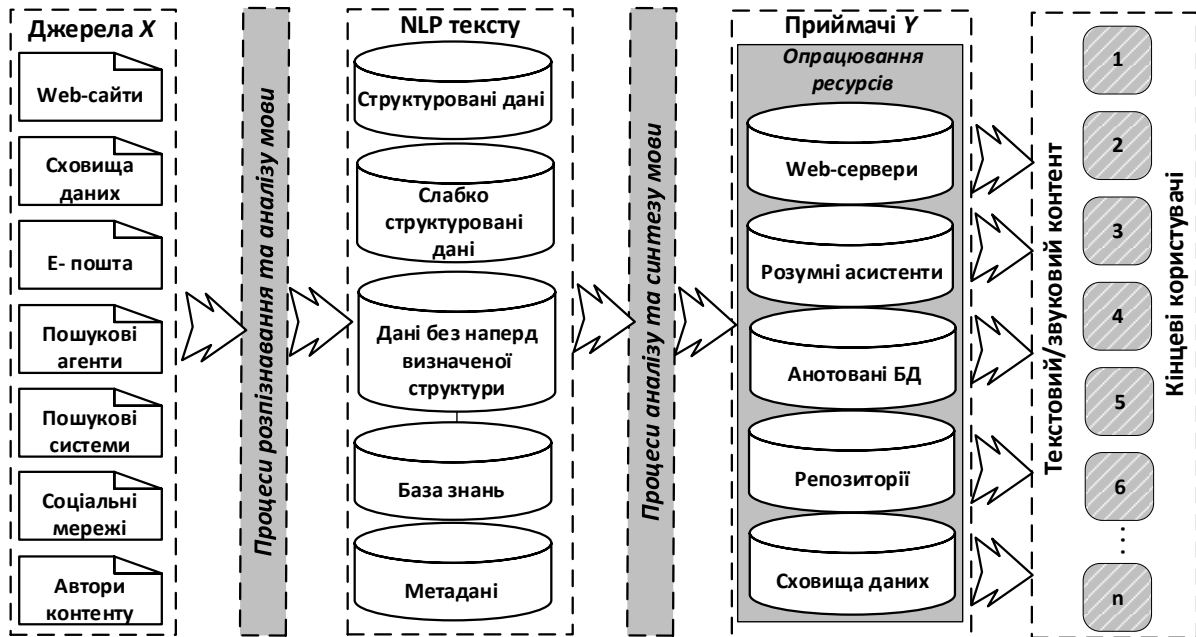 Джерела X
Web-сайти
Сховища
даних
Е- пошта
Пошукові
агенти
Пошукові
системи
Соціальні
мережі
Автори
контенту
Процеси розпізнавання та аналізу мови
NLP тексту
Структуровані дані
Слабко
структуровані
дані
Дані без наперд
визначеної
структури
База знань
Метадані
Процеси аналізу та синтезу мови
Приймачі Y
Опрацювання
ресурсів
Web-сервери
Розумні асистенти
Анотовані БД
Репозиторії
Сховища даних
Текстовий/звуковий контент
1
2
3
4
5
6
...
n
Кінцеві користувачі